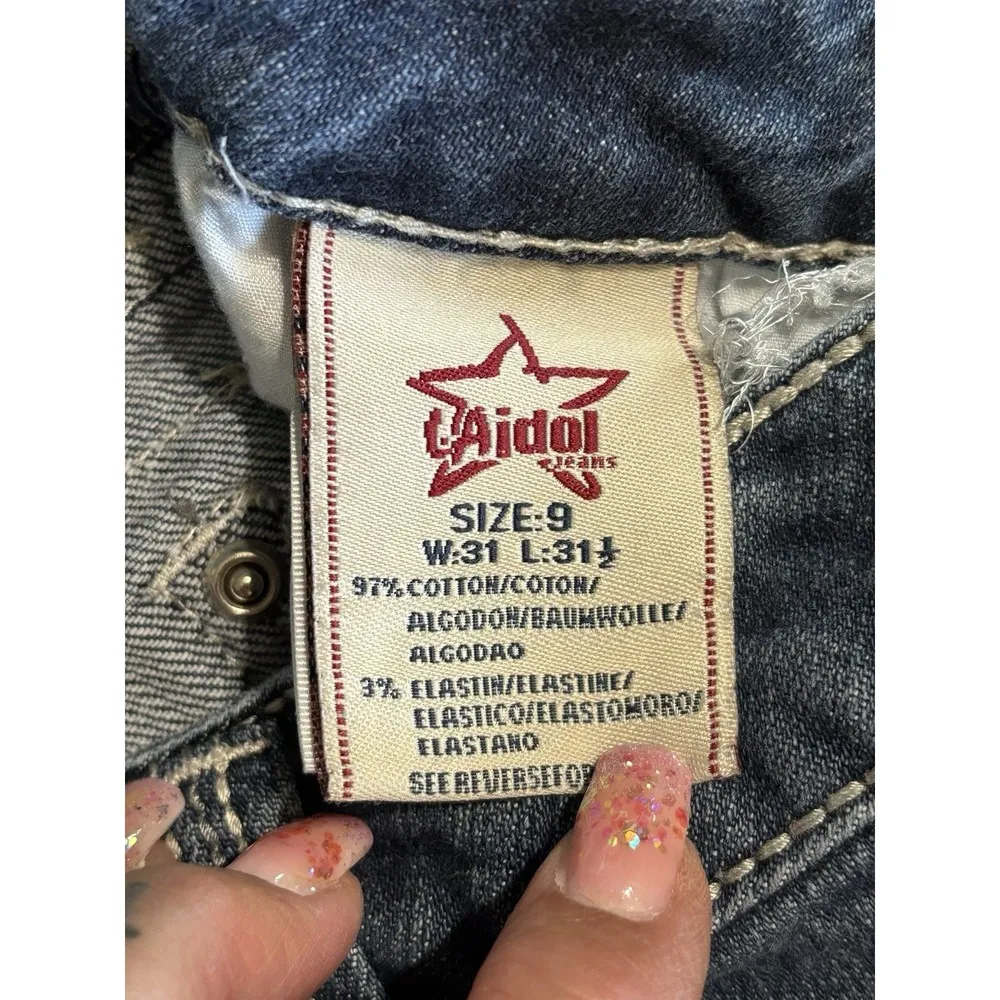 LAidol
Jeans
SIZE:9
W:31 L:31½
97% COTTON/COTON/
ALGODON/BAUMWOLLE/
ALGODAO
3% ELASTIN/ELASTINE/
ELASTICO/ELASTOMORO/
ELASTANO
SEE REVERSE FOR